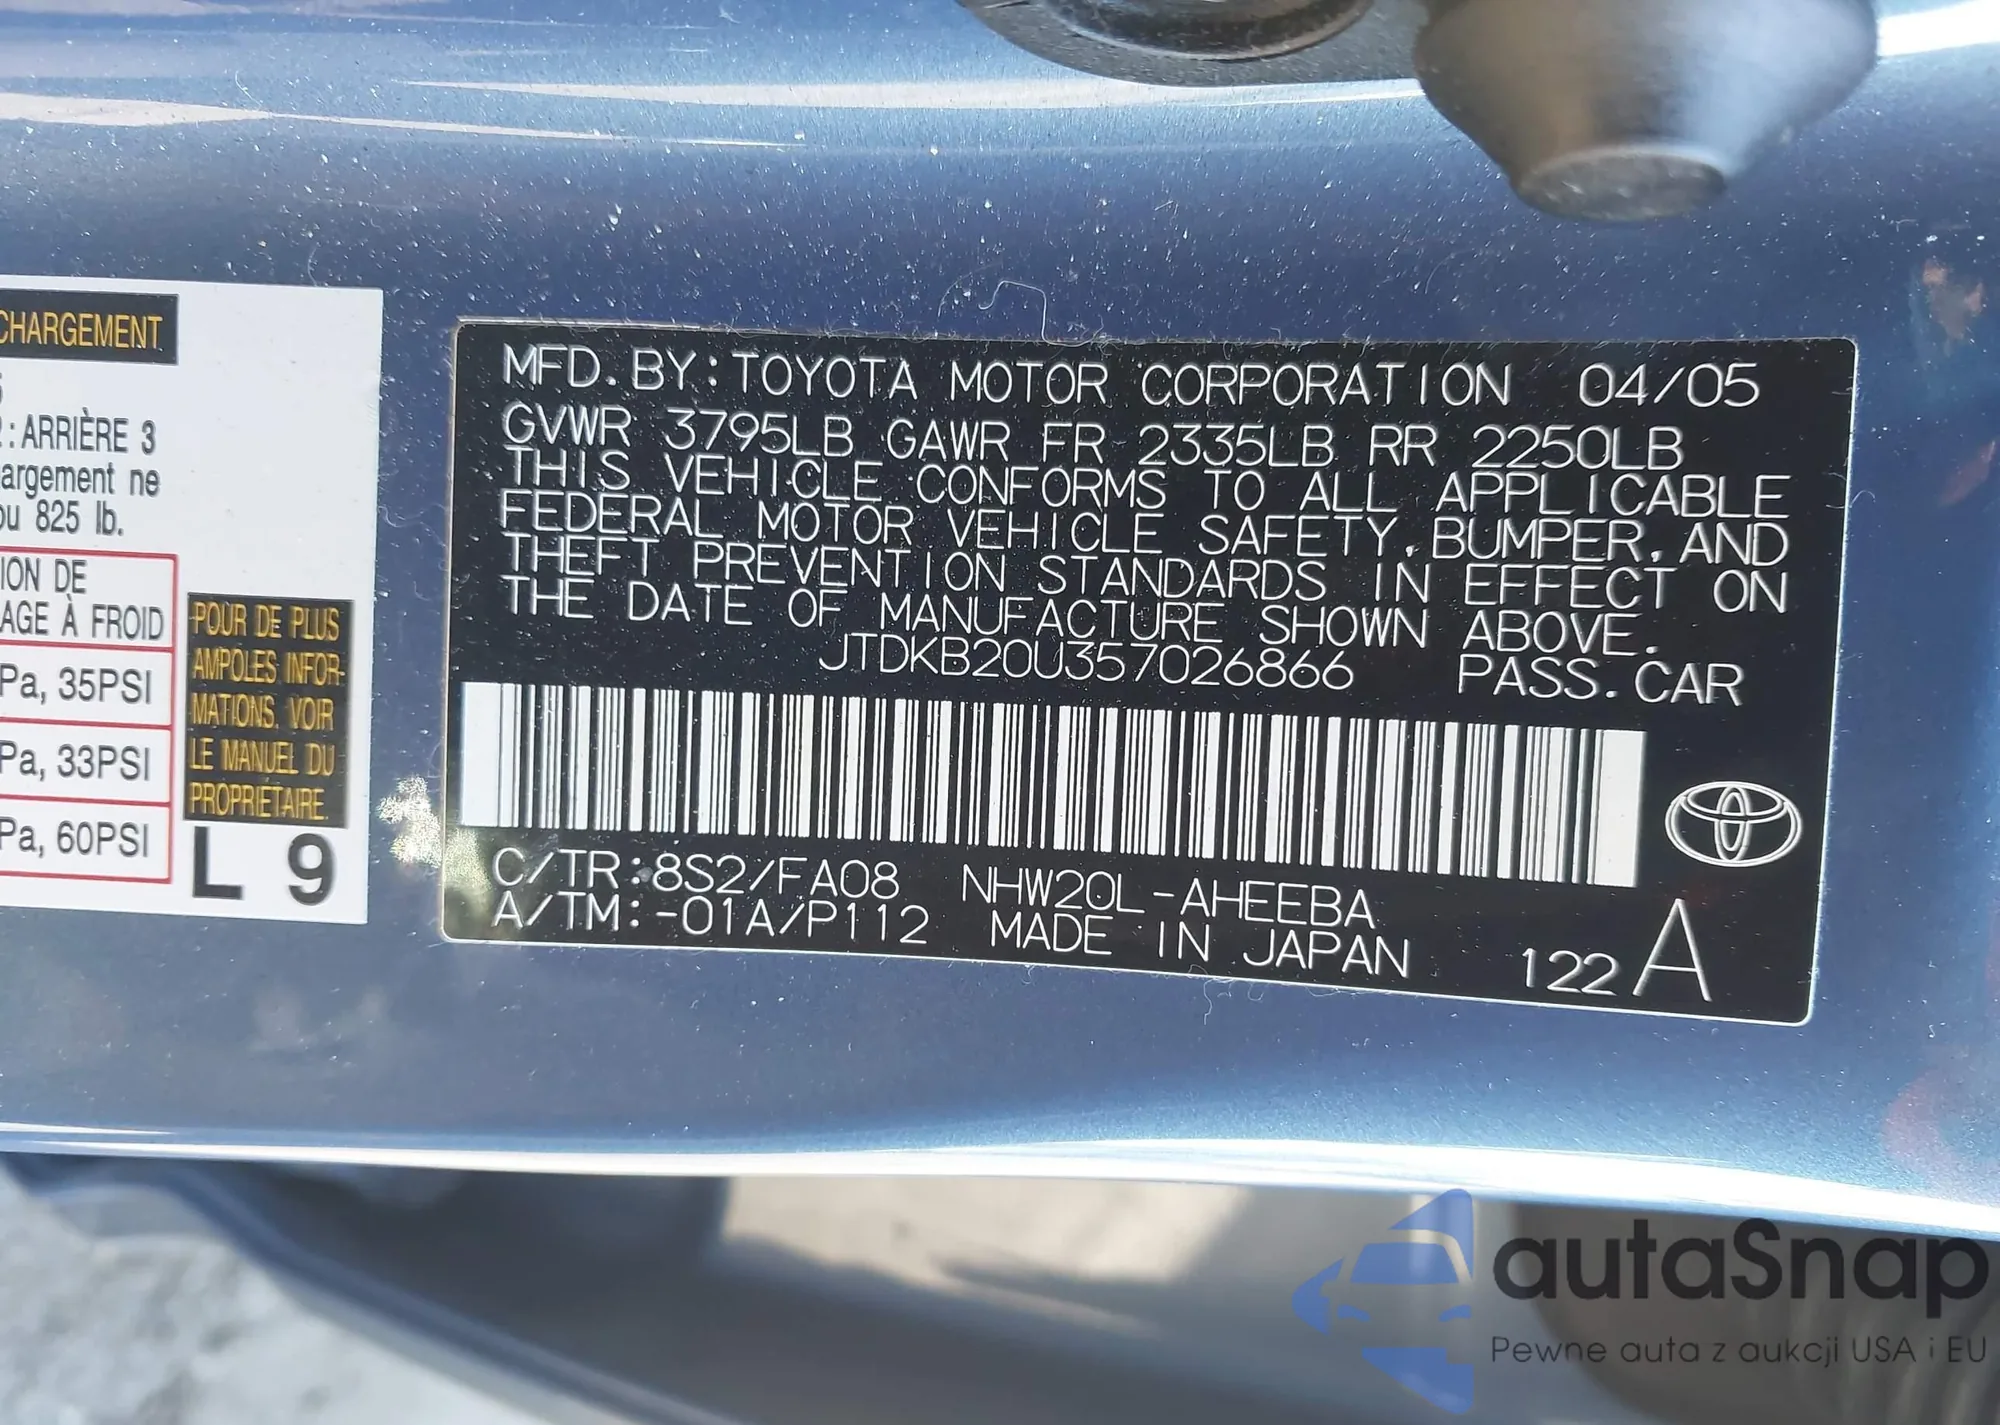 CHARGEMENT
: ARRIÈRE 3
argement ne
ou 825 lb.
ION DE
AGE À FROID
Pa, 35PSI
Pa, 33PSI
Pa, 60PSI
POUR DE PLUS
AMPOLES INFOR-
MATIONS. VOIR
LE MANUEL DU
PROPRIÉTAIRE.
L 9
MFD. BY: TOYOTA MOTOR CORPORATION 04/05
GVWR 3795LB GAWR FR 2335LB RR 2250LB
THIS VEHICLE CONFORMS TO ALL APPLICABLE
FEDERAL MOTOR VEHICLE SAFETY, BUMPER, AND
THEFT PREVENTION STANDARDS IN EFFECT ON
THE DATE OF MANUFACTURE SHOWN ABOVE.
JTDKB20U357026866 PASS. CAR
C/TR: 8S2/FA08 NHW20L-AHEEBA
A/TM: -01A/P112 MADE IN JAPAN 122 A
autaSnap
Pewne auta z aukcji USA i EU